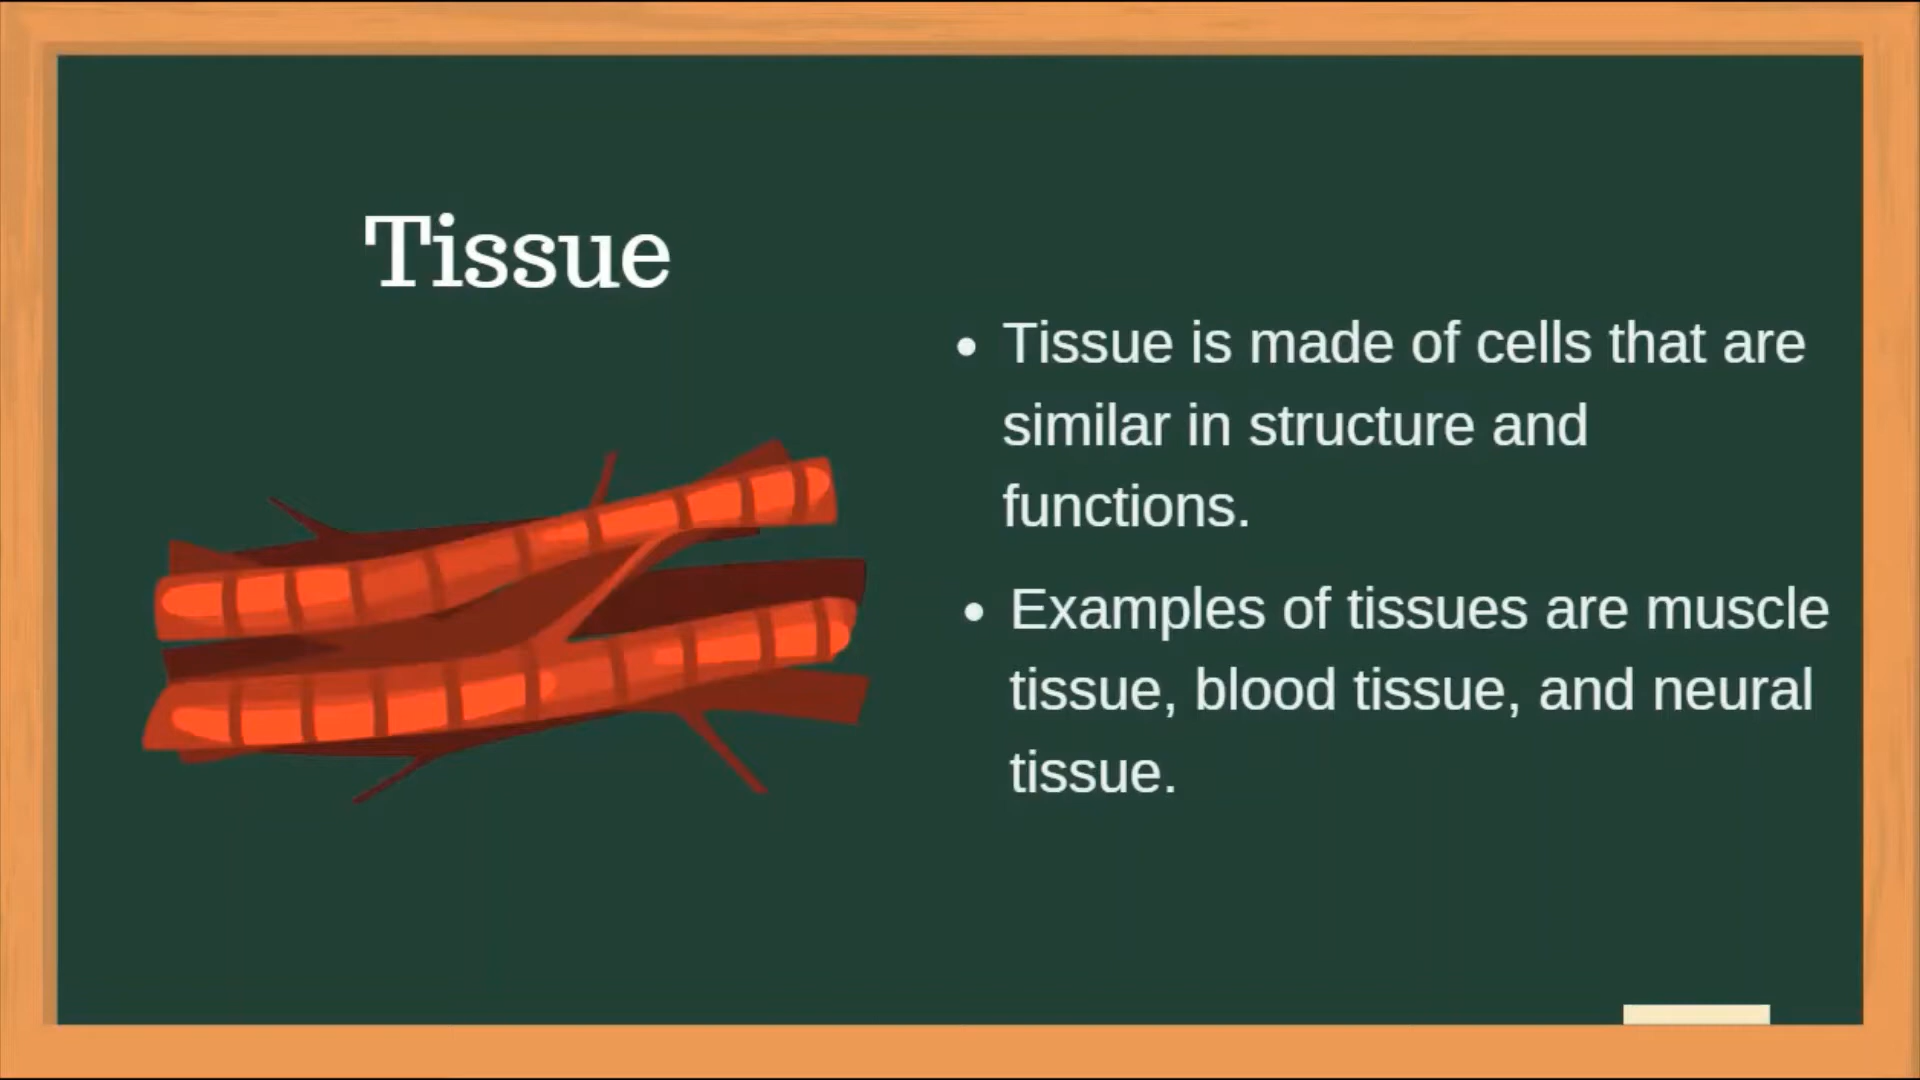 Tissue
• Tissue is made of cells that are
similar in structure and
functions.
• Examples of tissues are muscle
tissue, blood tissue, and neural
tissue.